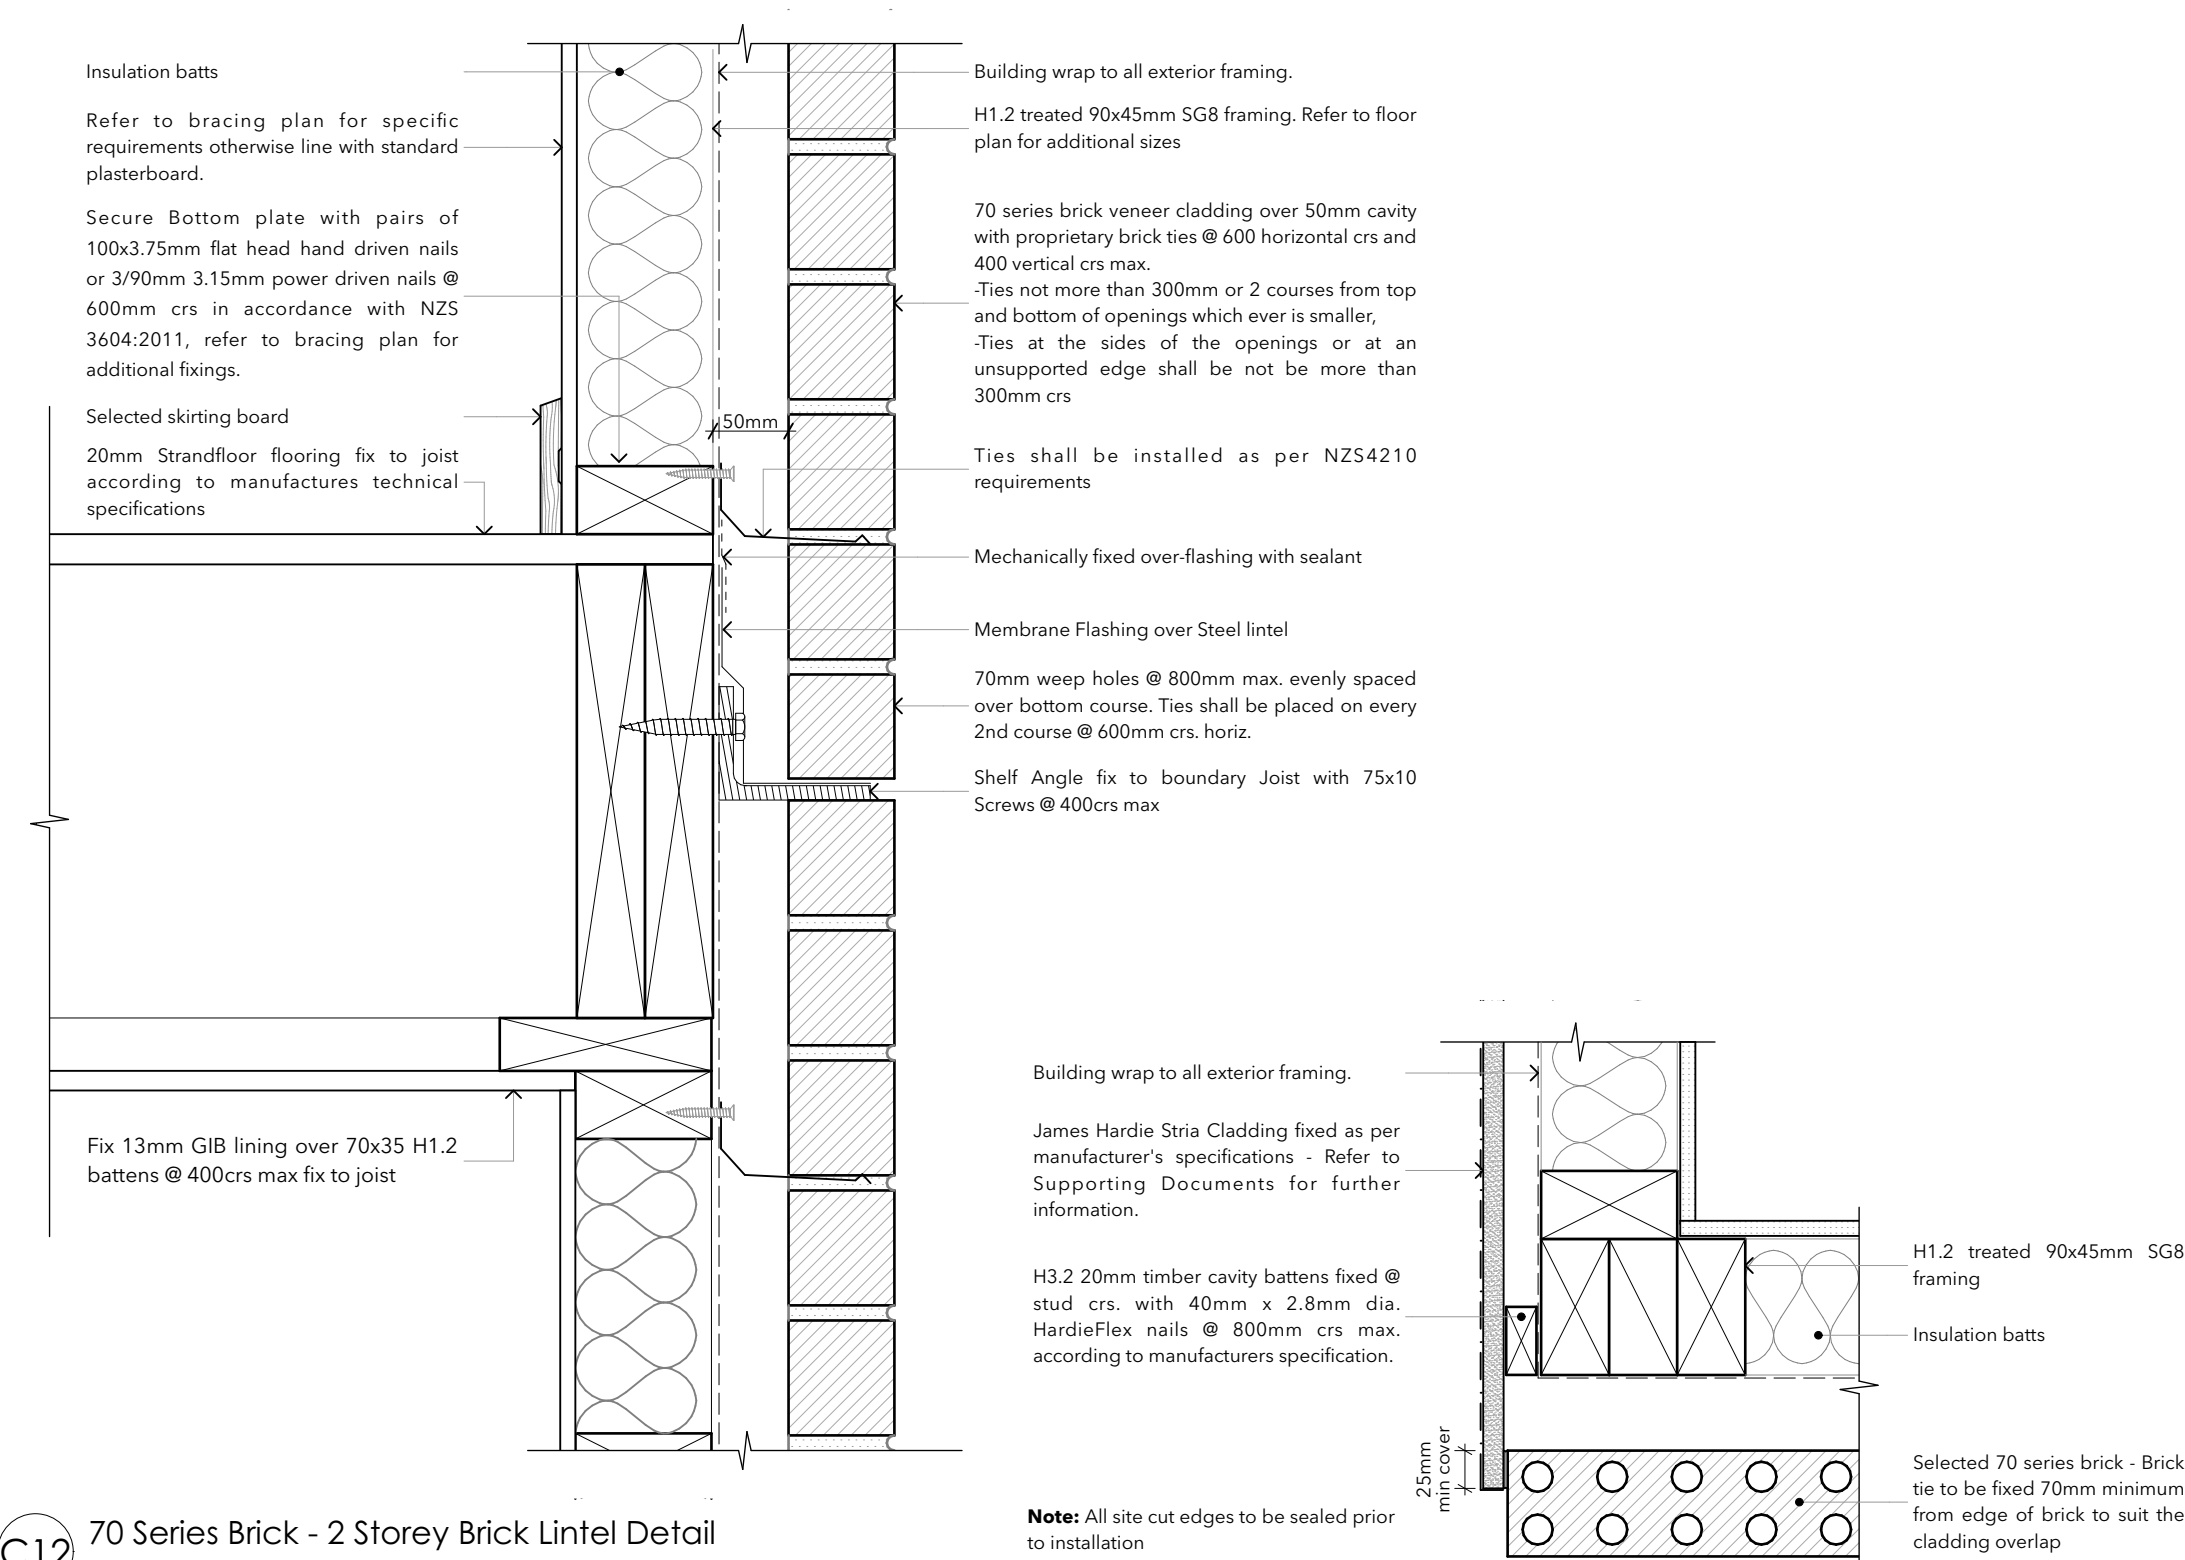 Insulation batts
Refer to bracing plan for specific
requirements otherwise line with standard
plasterboard.
Secure Bottom plate with pairs of
100x3.75mm flat head hand driven nails
or 3/90mm 3.15mm power driven nails @
600mm crs in accordance with NZS
3604:2011, refer to bracing plan for
additional fixings.
Selected skirting board
20mm Strandfloor flooring fix to joist
according to manufactures technical
specifications
50mm
Building wrap to all exterior framing.
H1.2 treated 90x45mm SG8 framing. Refer to floor
plan for additional sizes
70 series brick veneer cladding over 50mm cavity
with proprietary brick ties @ 600 horizontal crs and
400 vertical crs max.
-Ties not more than 300mm or 2 courses from top
and bottom of openings which ever is smaller,
-Ties at the sides of the openings or at an
unsupported edge shall be not be more than
300mm crs
Ties shall be installed as per NZS4210
requirements
Mechanically fixed over-flashing with sealant
Membrane Flashing over Steel lintel
70mm weep holes @ 800mm max. evenly spaced
over bottom course. Ties shall be placed on every
2nd course @ 600mm crs. horiz.
Shelf Angle fix to boundary Joist with 75x10
Screws @ 400crs max
Fix 13mm GIB lining over 70x35 H1.2
battens @ 400crs max fix to joist
C12
70 Series Brick - 2 Storey Brick Lintel Detail
Building wrap to all exterior framing.
James Hardie Stria Cladding fixed as per
manufacturer's specifications - Refer to
Supporting Documents for further
information.
H3.2 20mm timber cavity battens fixed @
stud crs. with 40mm x 2.8mm dia.
HardieFlex nails @ 800mm crs max.
according to manufacturers specification.
25mm
min cover
Note: All site cut edges to be sealed prior
to installation
H1.2 treated 90x45mm SG8
framing
Insulation batts
Selected 70 series brick - Brick
tie to be fixed 70mm minimum
from edge of brick to suit the
cladding overlap